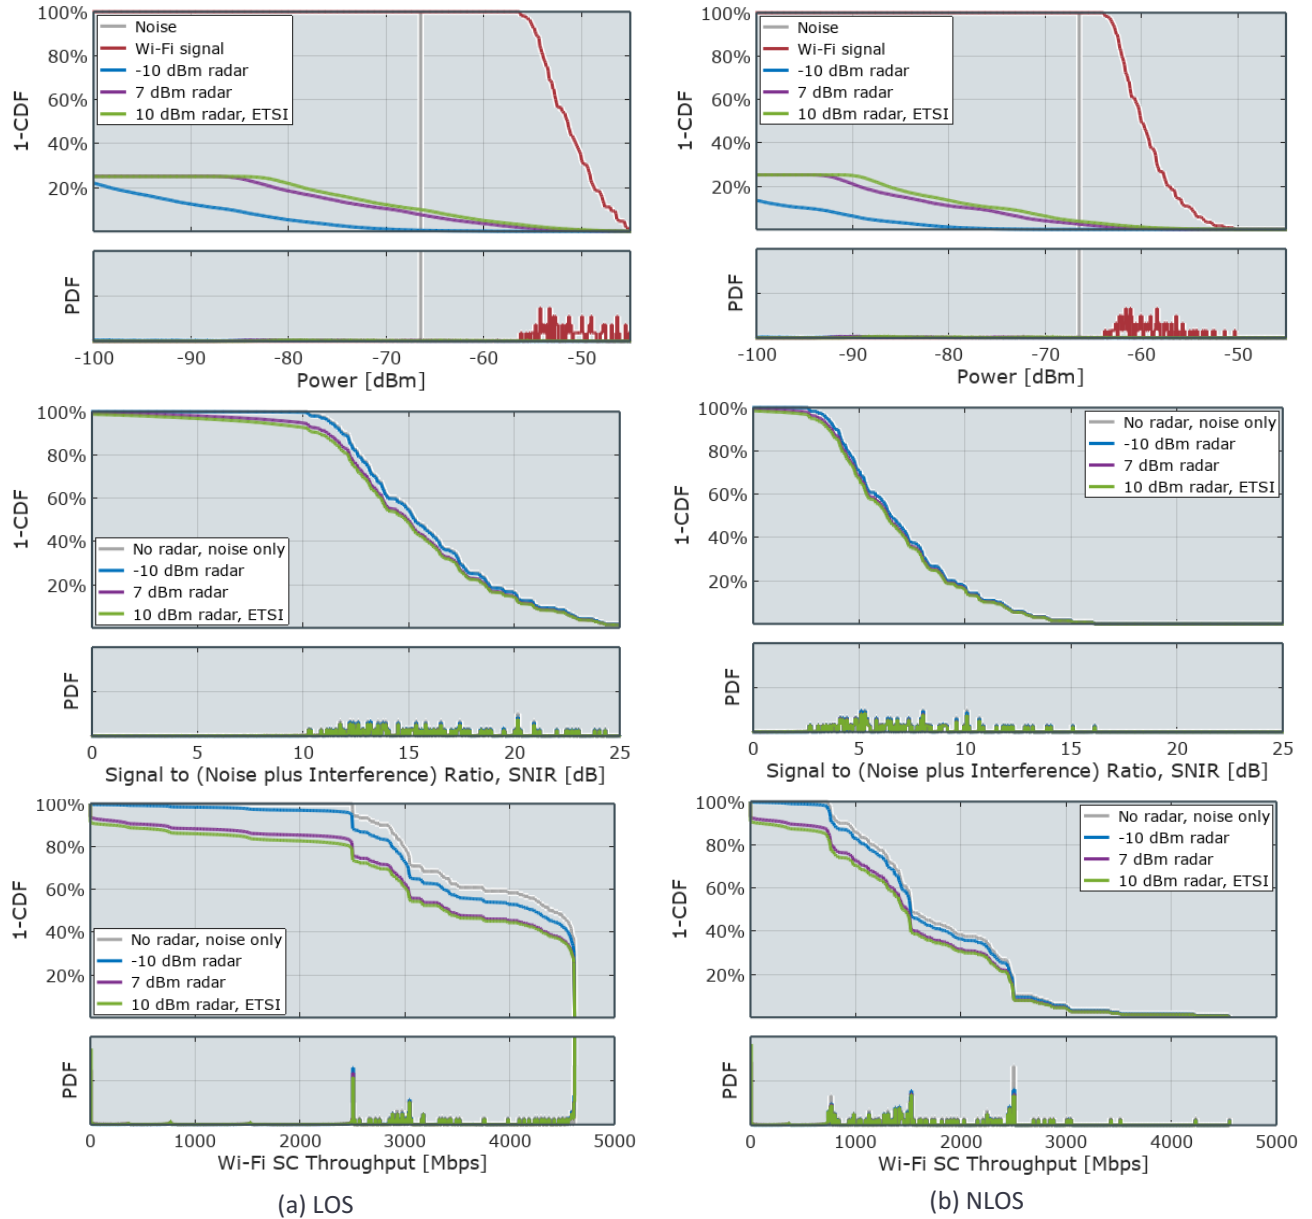 100%
80%
60%
40%
20%
1-CDF
Noise
Wi-Fi signal
-10 dBm radar
7 dBm radar
10 dBm radar, ETSI
PDF
-100
-90
-80
-70
-60
-50
Power [dBm]
100%
80%
60%
40%
20%
1-CDF
Noise
Wi-Fi signal
-10 dBm radar
7 dBm radar
10 dBm radar, ETSI
PDF
-100
-90
-80
-70
-60
-50
Power [dBm]
100%
80%
60%
40%
20%
1-CDF
No radar, noise only
-10 dBm radar
7 dBm radar
10 dBm radar, ETSI
PDF
0
5
10
15
20
25
Signal to (Noise plus Interference) Ratio, SNIR [dB]
100%
80%
60%
40%
20%
1-CDF
No radar, noise only
-10 dBm radar
7 dBm radar
10 dBm radar, ETSI
PDF
0
5
10
15
20
25
Signal to (Noise plus Interference) Ratio, SNIR [dB]
100%
80%
60%
40%
20%
1-CDF
No radar, noise only
-10 dBm radar
7 dBm radar
10 dBm radar, ETSI
PDF
0
1000
2000
3000
4000
5000
Wi-Fi SC Throughput [Mbps]
100%
80%
60%
40%
20%
1-CDF
No radar, noise only
-10 dBm radar
7 dBm radar
10 dBm radar, ETSI
PDF
0
1000
2000
3000
4000
5000
Wi-Fi SC Throughput [Mbps]
(a) LOS
(b) NLOS